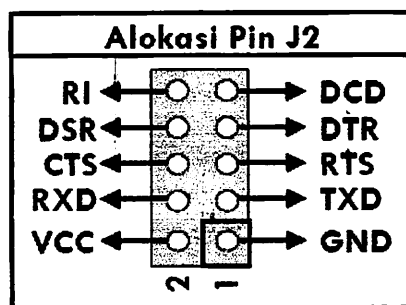 Alokasi Pin J2
RI DCD
DSR DTR
CTS RTS
RXD TXD
VCC GND
2 1